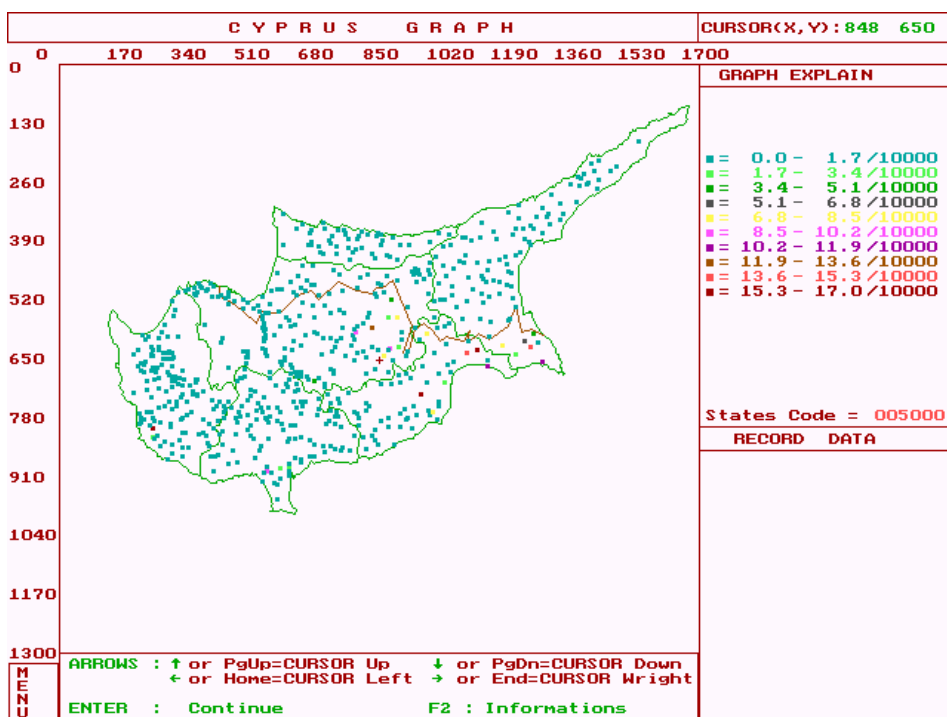 CYPRUS GRAPH CURSOR(X,Y):848 650
0 170 340 510 680 850 1020 1190 1360 1530 1700
0 GRAPH EXPLAIN
130
■= 0.0 - 1.7/10000
■= 1.7 - 3.4/10000
260 ■= 3.4 - 5.1/10000
■= 5.1 - 6.8/10000
■= 6.8 - 8.5/10000
390 ■= 8.5 - 10.2/10000
■= 10.2 - 11.9/10000
■= 11.9 - 13.6/10000
■= 13.6 - 15.3/10000
520 ■= 15.3 - 17.0/10000
650
780 States Code = 005000
RECORD DATA
910
1040
1170
1300
MENU
ARROWS : ↑ or PgUp=CURSOR Up ↓ or PgDn=CURSOR Down
← or Home=CURSOR Left → or End=CURSOR Wright
ENTER : Continue F2 : Informations